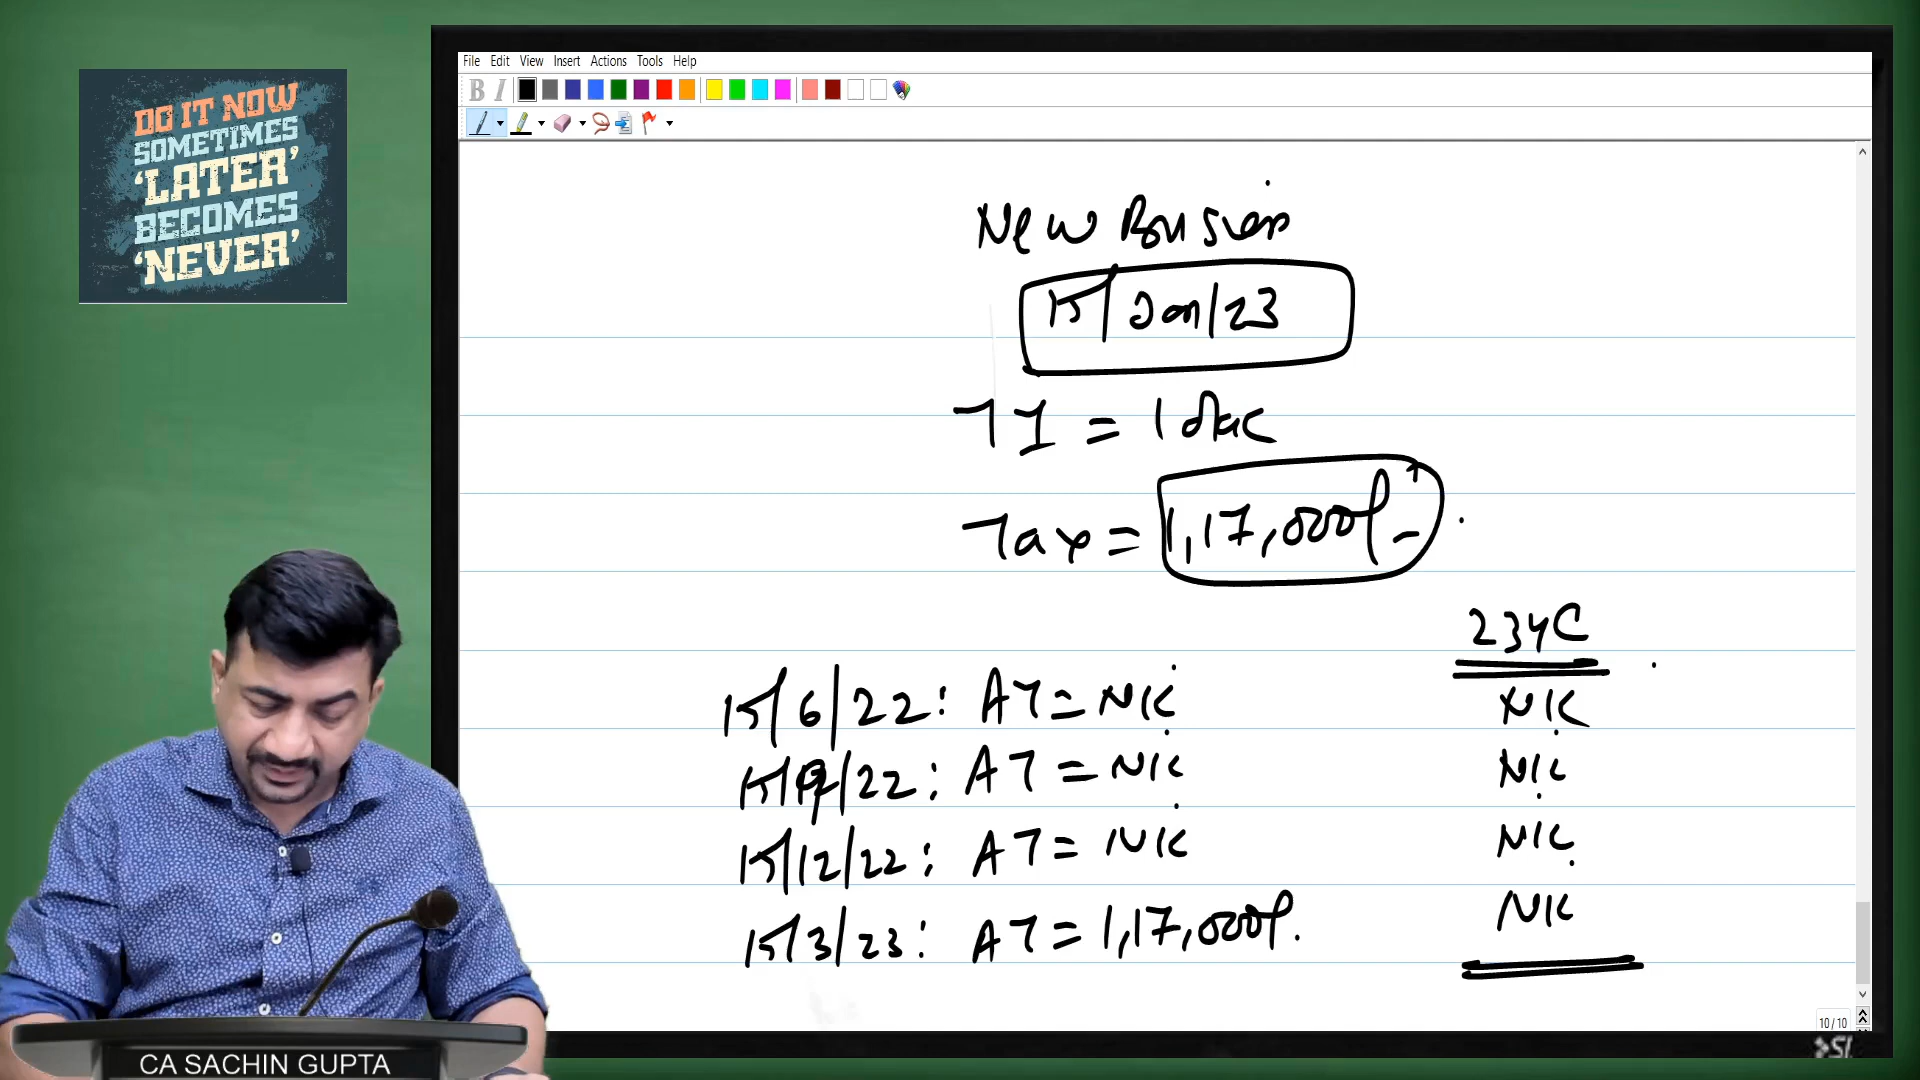 DO IT NOW
SOMETIMES
'LATER'
BECOMES
'NEVER'
File Edit View Insert Actions Tools Help
B I
New Business
15/Jan/23
TI = 10 lac
Tax = 1,17,000/-
234C
15/6/22: AT = Nil Nil
15/9/22: AT = Nil Nil
15/12/22: AT = Nil Nil
15/3/23: AT = 1,17,000/. Nil
10/10
CA SACHIN GUPTA